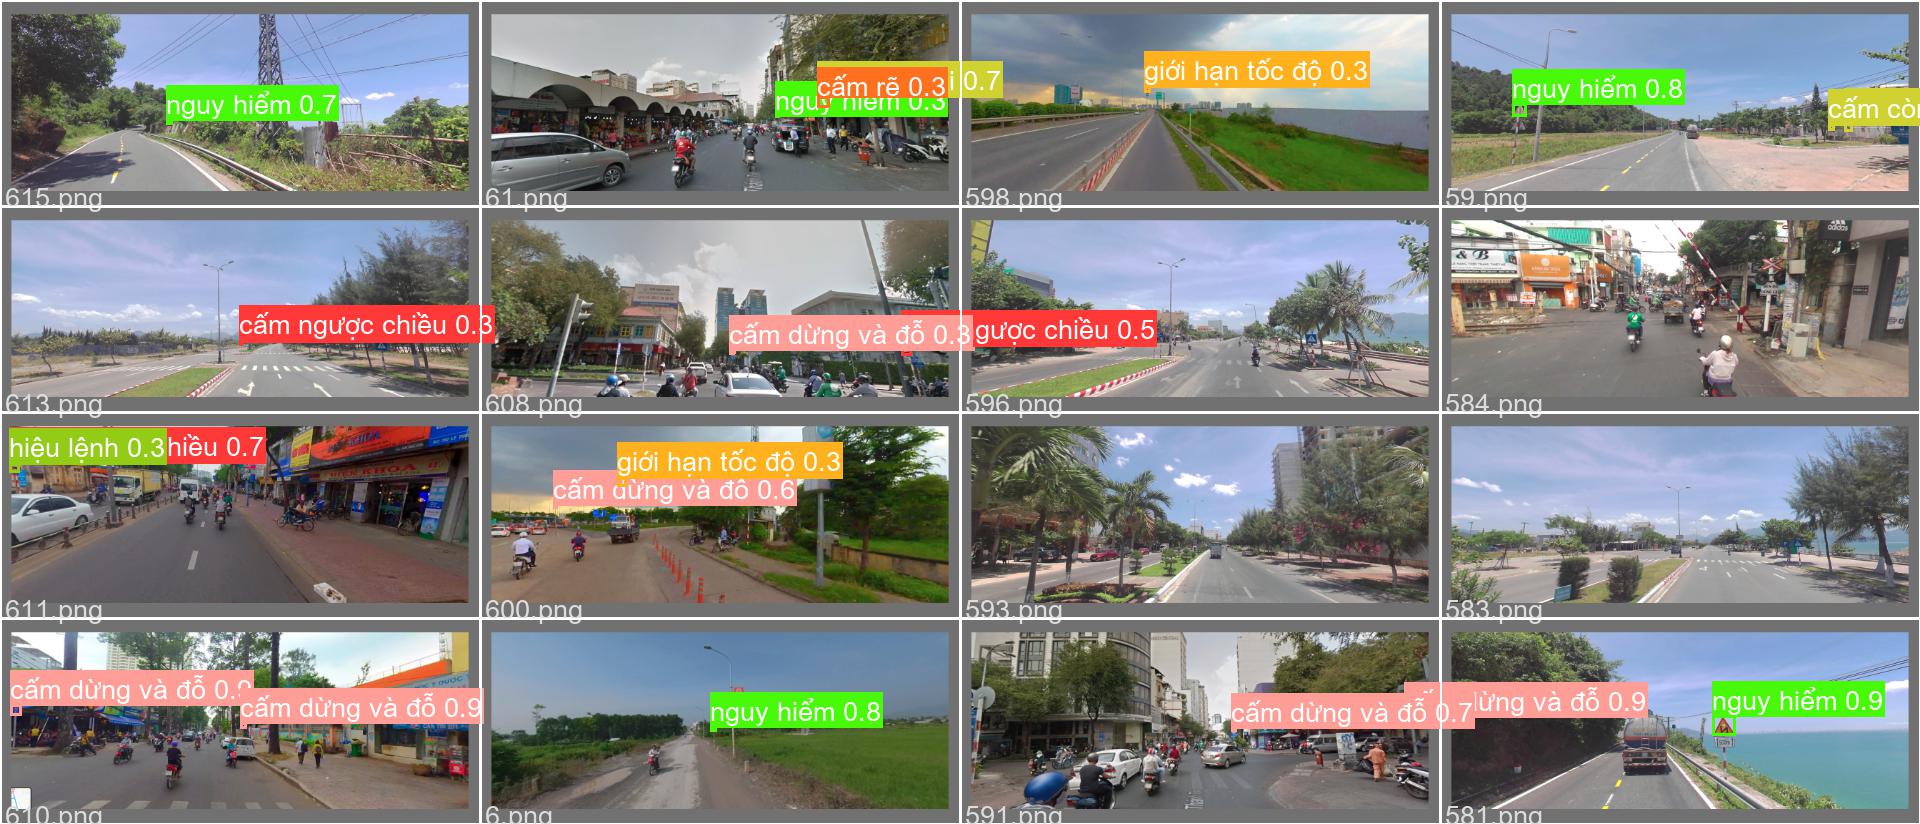 nguy hiểm 0.7
615.png
cấm rẽ 0.3
i 0.7
nguy hiểm 0.3
61.png
giới hạn tốc độ 0.3
598.png
nguy hiểm 0.8
cấm còi
59.png
cấm ngược chiều 0.3
613.png
cấm dừng và đỗ 0.3
608.png
gược chiều 0.5
596.png
& B
adidas
584.png
hiệu lệnh 0.3
hiều 0.7
ĐIỆN KHOA
611.png
giới hạn tốc độ 0.3
cấm dừng và đỗ 0.6
600.png
593.png
583.png
cấm dừng và đỗ 0.9
cấm dừng và đỗ 0.9
610.png
nguy hiểm 0.8
6.png
cấm dừng và đỗ 0.7
591.png
dừng và đỗ 0.9
nguy hiểm 0.9
581.png